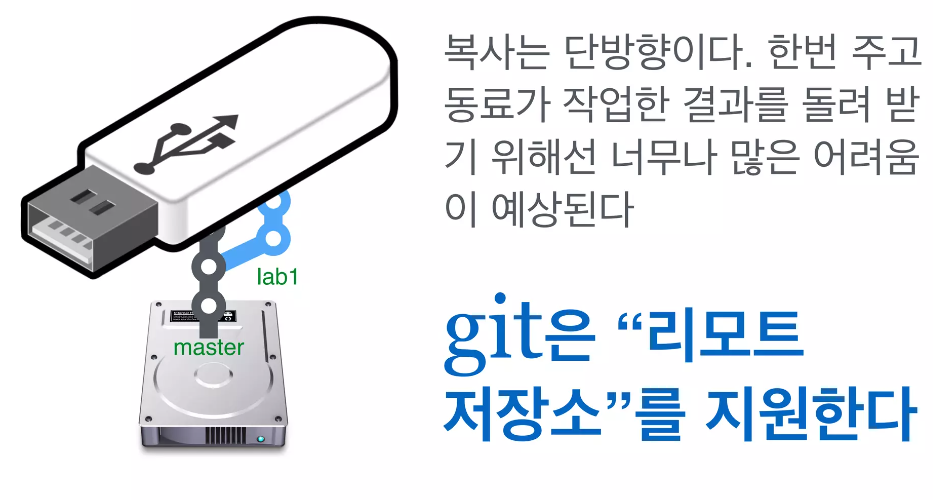 복사는 단방향이다. 한번 주고
동료가 작업한 결과를 돌려 받
기 위해선 너무나 많은 어려움
이 예상된다
lab1
master
git은 “리모트
저장소”를 지원한다